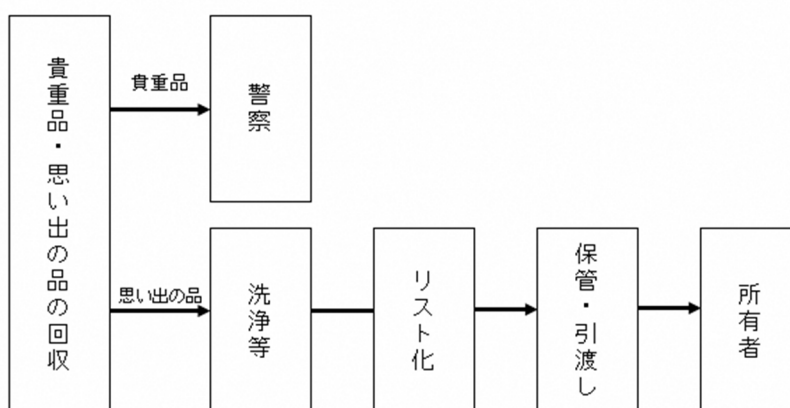 貴重品・思い出の品の回収
貴重品
警察
思い出の品
洗浄等
リスト化
保管・引渡し
所有者